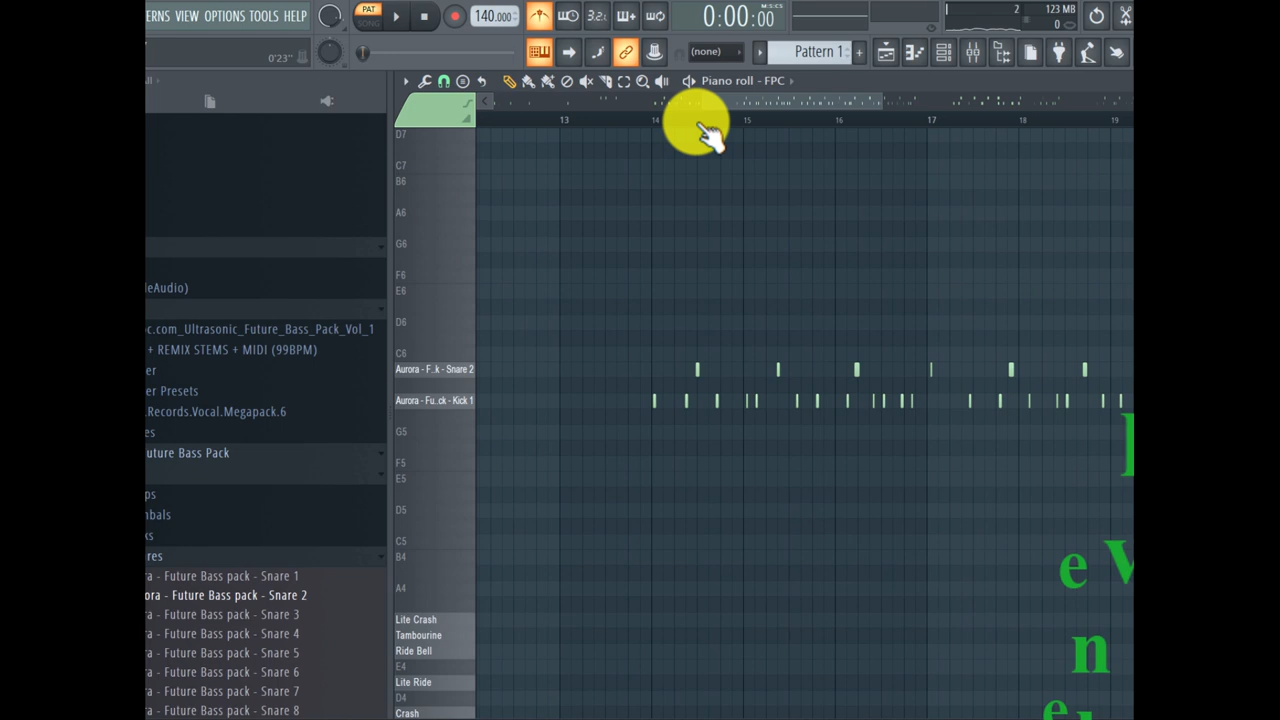 TERNS VIEW OPTIONS TOOLS HELP
PAT
SONG
140.000
3.2.
0:00:00
M:S:CS
2
123 MB
0
0'23"
(none)
Pattern 1
+
All
Piano roll - FPC
13 14 15 16 17 18 19
D7
C7
B6
A6
G6
F6
E6
D6
C6
Aurora - F..k - Snare 2
Aurora - Fu..ck - Kick 1
G5
F5
E5
D5
C5
B4
A4
Lite Crash
Tambourine
Ride Bell
E4
Lite Ride
D4
Crash
leAudio)
c.com_Ultrasonic_Future_Bass_Pack_Vol_1
+ REMIX STEMS + MIDI (99BPM)
er
er Presets
.Records.Vocal.Megapack.6
es
uture Bass Pack
ps
mbals
ks
res
ra - Future Bass pack - Snare 1
ora - Future Bass pack - Snare 2
ra - Future Bass pack - Snare 3
ra - Future Bass pack - Snare 4
ra - Future Bass pack - Snare 5
ra - Future Bass pack - Snare 6
ra - Future Bass pack - Snare 7
ra - Future Bass pack - Snare 8
e V
n
e